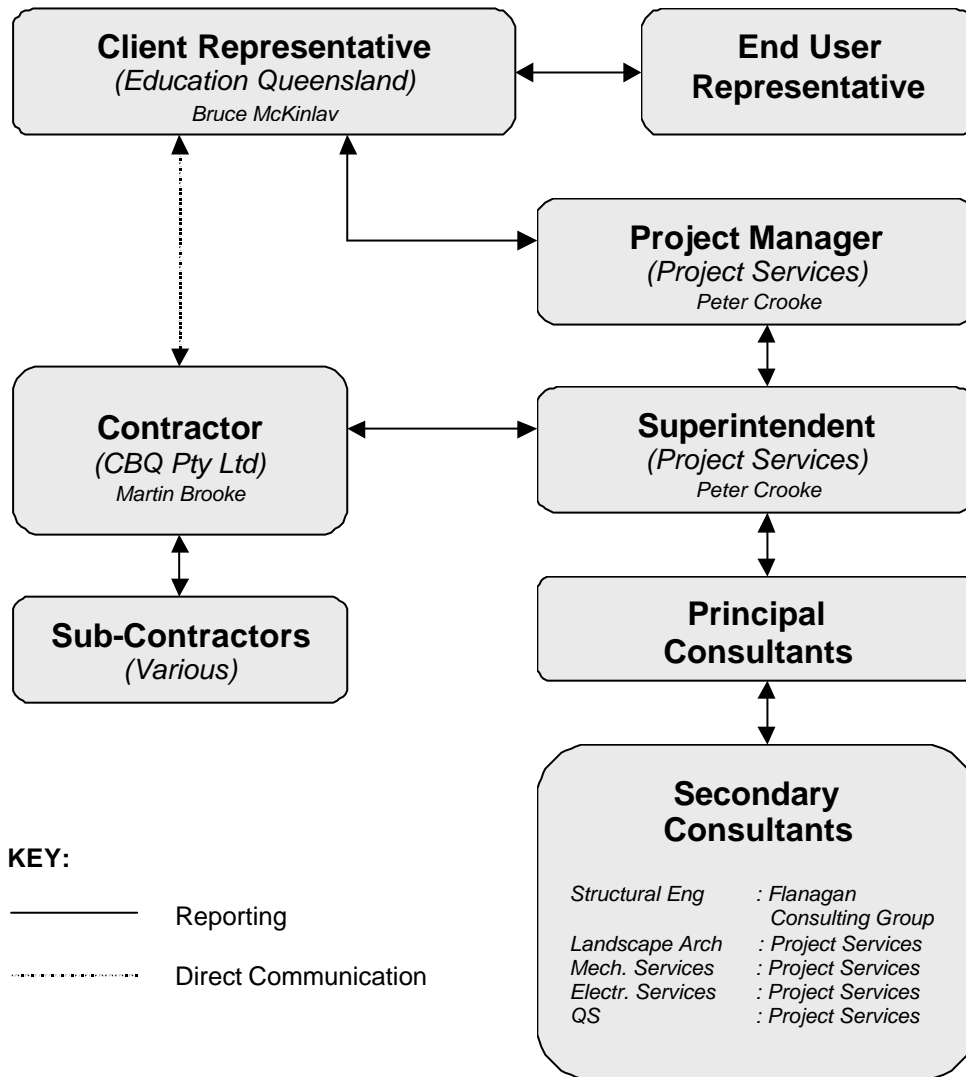 Client Representative
(Education Queensland)
Bruce McKinlav
End User
Representative
Project Manager
(Project Services)
Peter Crooke
Contractor
(CBQ Pty Ltd)
Martin Brooke
Superintendent
(Project Services)
Peter Crooke
Sub-Contractors
(Various)
Principal
Consultants
Secondary
Consultants
Structural Eng : Flanagan
Consulting Group
Landscape Arch : Project Services
Mech. Services : Project Services
Electr. Services : Project Services
QS : Project Services
KEY:
Reporting
Direct Communication